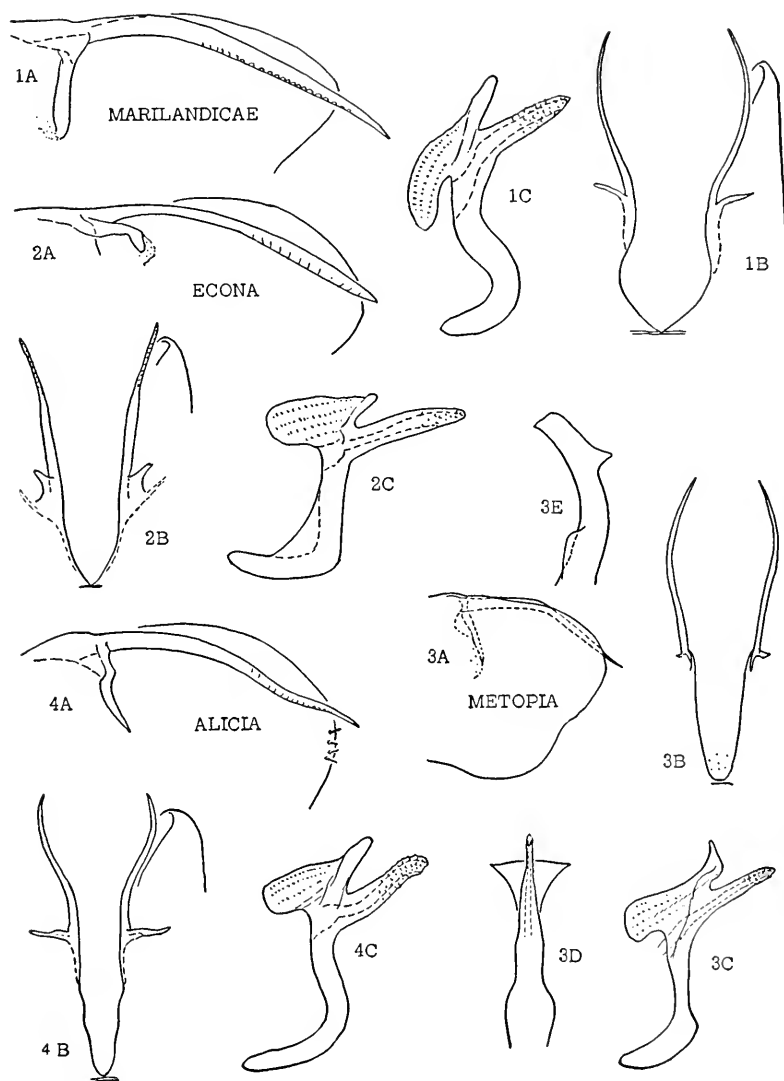 1A
MARILANDICAE
1C
1B
2A
ECONA
2B
2C
3E
3A
METOPIA
3B
4A
ALICIA
4B
4C
3D
3C